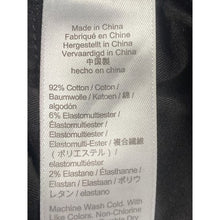 Made in China
Fabriqué en Chine
Hergestellt in China
Vervaardigd in China
中国製
hecho en china
92% Cotton / Coton /
Baumwolle / Katoen / 綿 /
algodón
6% Elastomultiester /
Élastomultiester /
Elastomultiester /
Elastomulti-ester / 複合繊維
( ポリエステル ) /
elastomultiester
2% Elastane / Élasthanne /
Elastan / Elastaan / ポリウ
レタン / elastano
Machine Wash Cold. With
Like Colors. Non-Chlorine